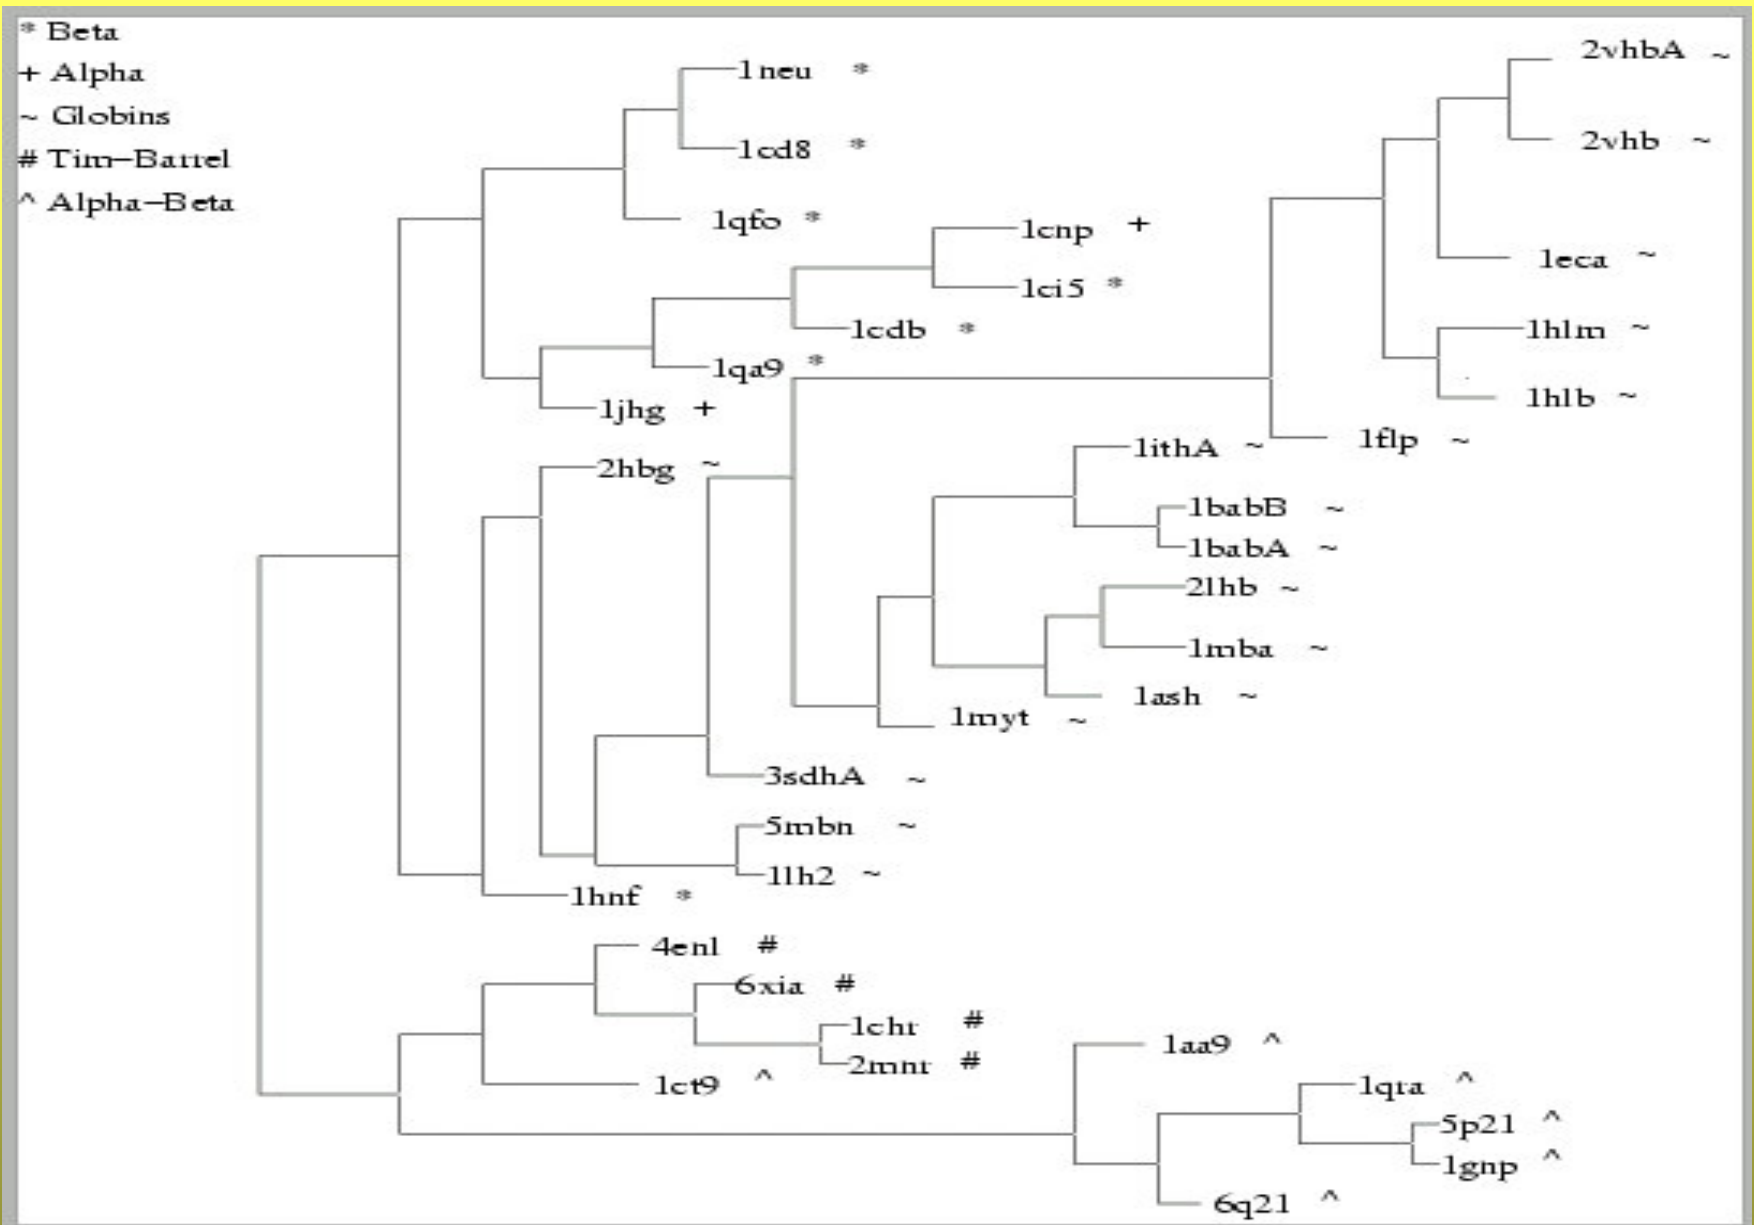 * Beta
+ Alpha
~ Globins
# Tim-Barrel
^ Alpha-Beta
1neu *
1cd8 *
1qfo *
1cnp +
1ci5 *
1cdb *
1qa9 *
1jhg +
2vhbA ~
2vhb ~
1eca ~
1hlm ~
1hlb ~
1flp ~
2hbg ~
1ithA ~
1babB ~
1babA ~
2lhb ~
1mba ~
1ash ~
1myt ~
3sdhA ~
5mbn ~
1lh2 ~
1hnf *
4enl #
6xia #
1chr #
2mnr #
1ct9 ^
1aa9 ^
1qra ^
5p21 ^
1gnp ^
6q21 ^